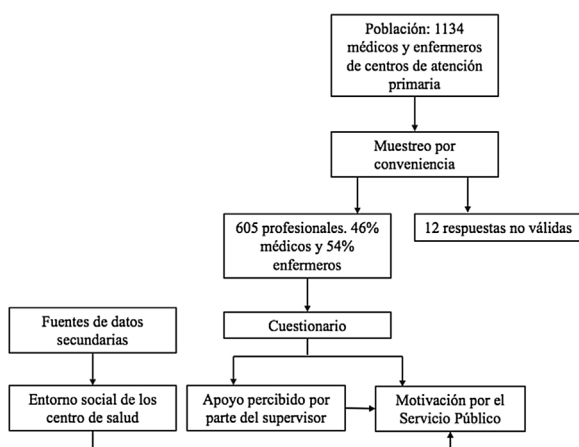 Población: 1134
médicos y enfermeros
de centros de atención
primaria
Muestreo por
conveniencia
605 profesionales. 46%
médicos y 54%
enfermeros
12 respuestas no válidas
Fuentes de datos
secundarias
Cuestionario
Entorno social de los
centro de salud
Apoyo percibido por
parte del supervisor
Motivación por el
Servicio Público